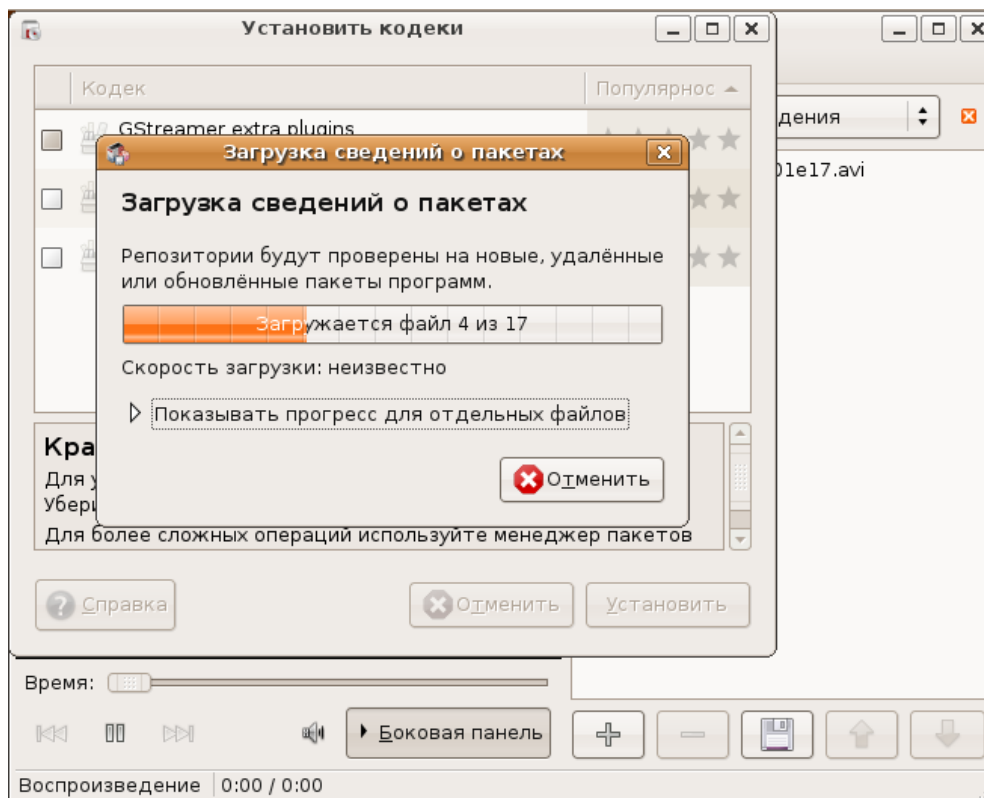 Установить кодеки
Кодек
Популярнос
GStreamer extra plugins
дения
01e17.avi
Загрузка сведений о пакетах
Загрузка сведений о пакетах
Репозитории будут проверены на новые, удалённые
или обновлённые пакеты программ.
Загружается файл 4 из 17
Скорость загрузки: неизвестно
Показывать прогресс для отдельных файлов
Отменить
Кра
Для у
Убери
Для более сложных операций используйте менеджер пакетов
Справка
Отменить
Установить
Время:
Боковая панель
Воспроизведение
0:00 / 0:00